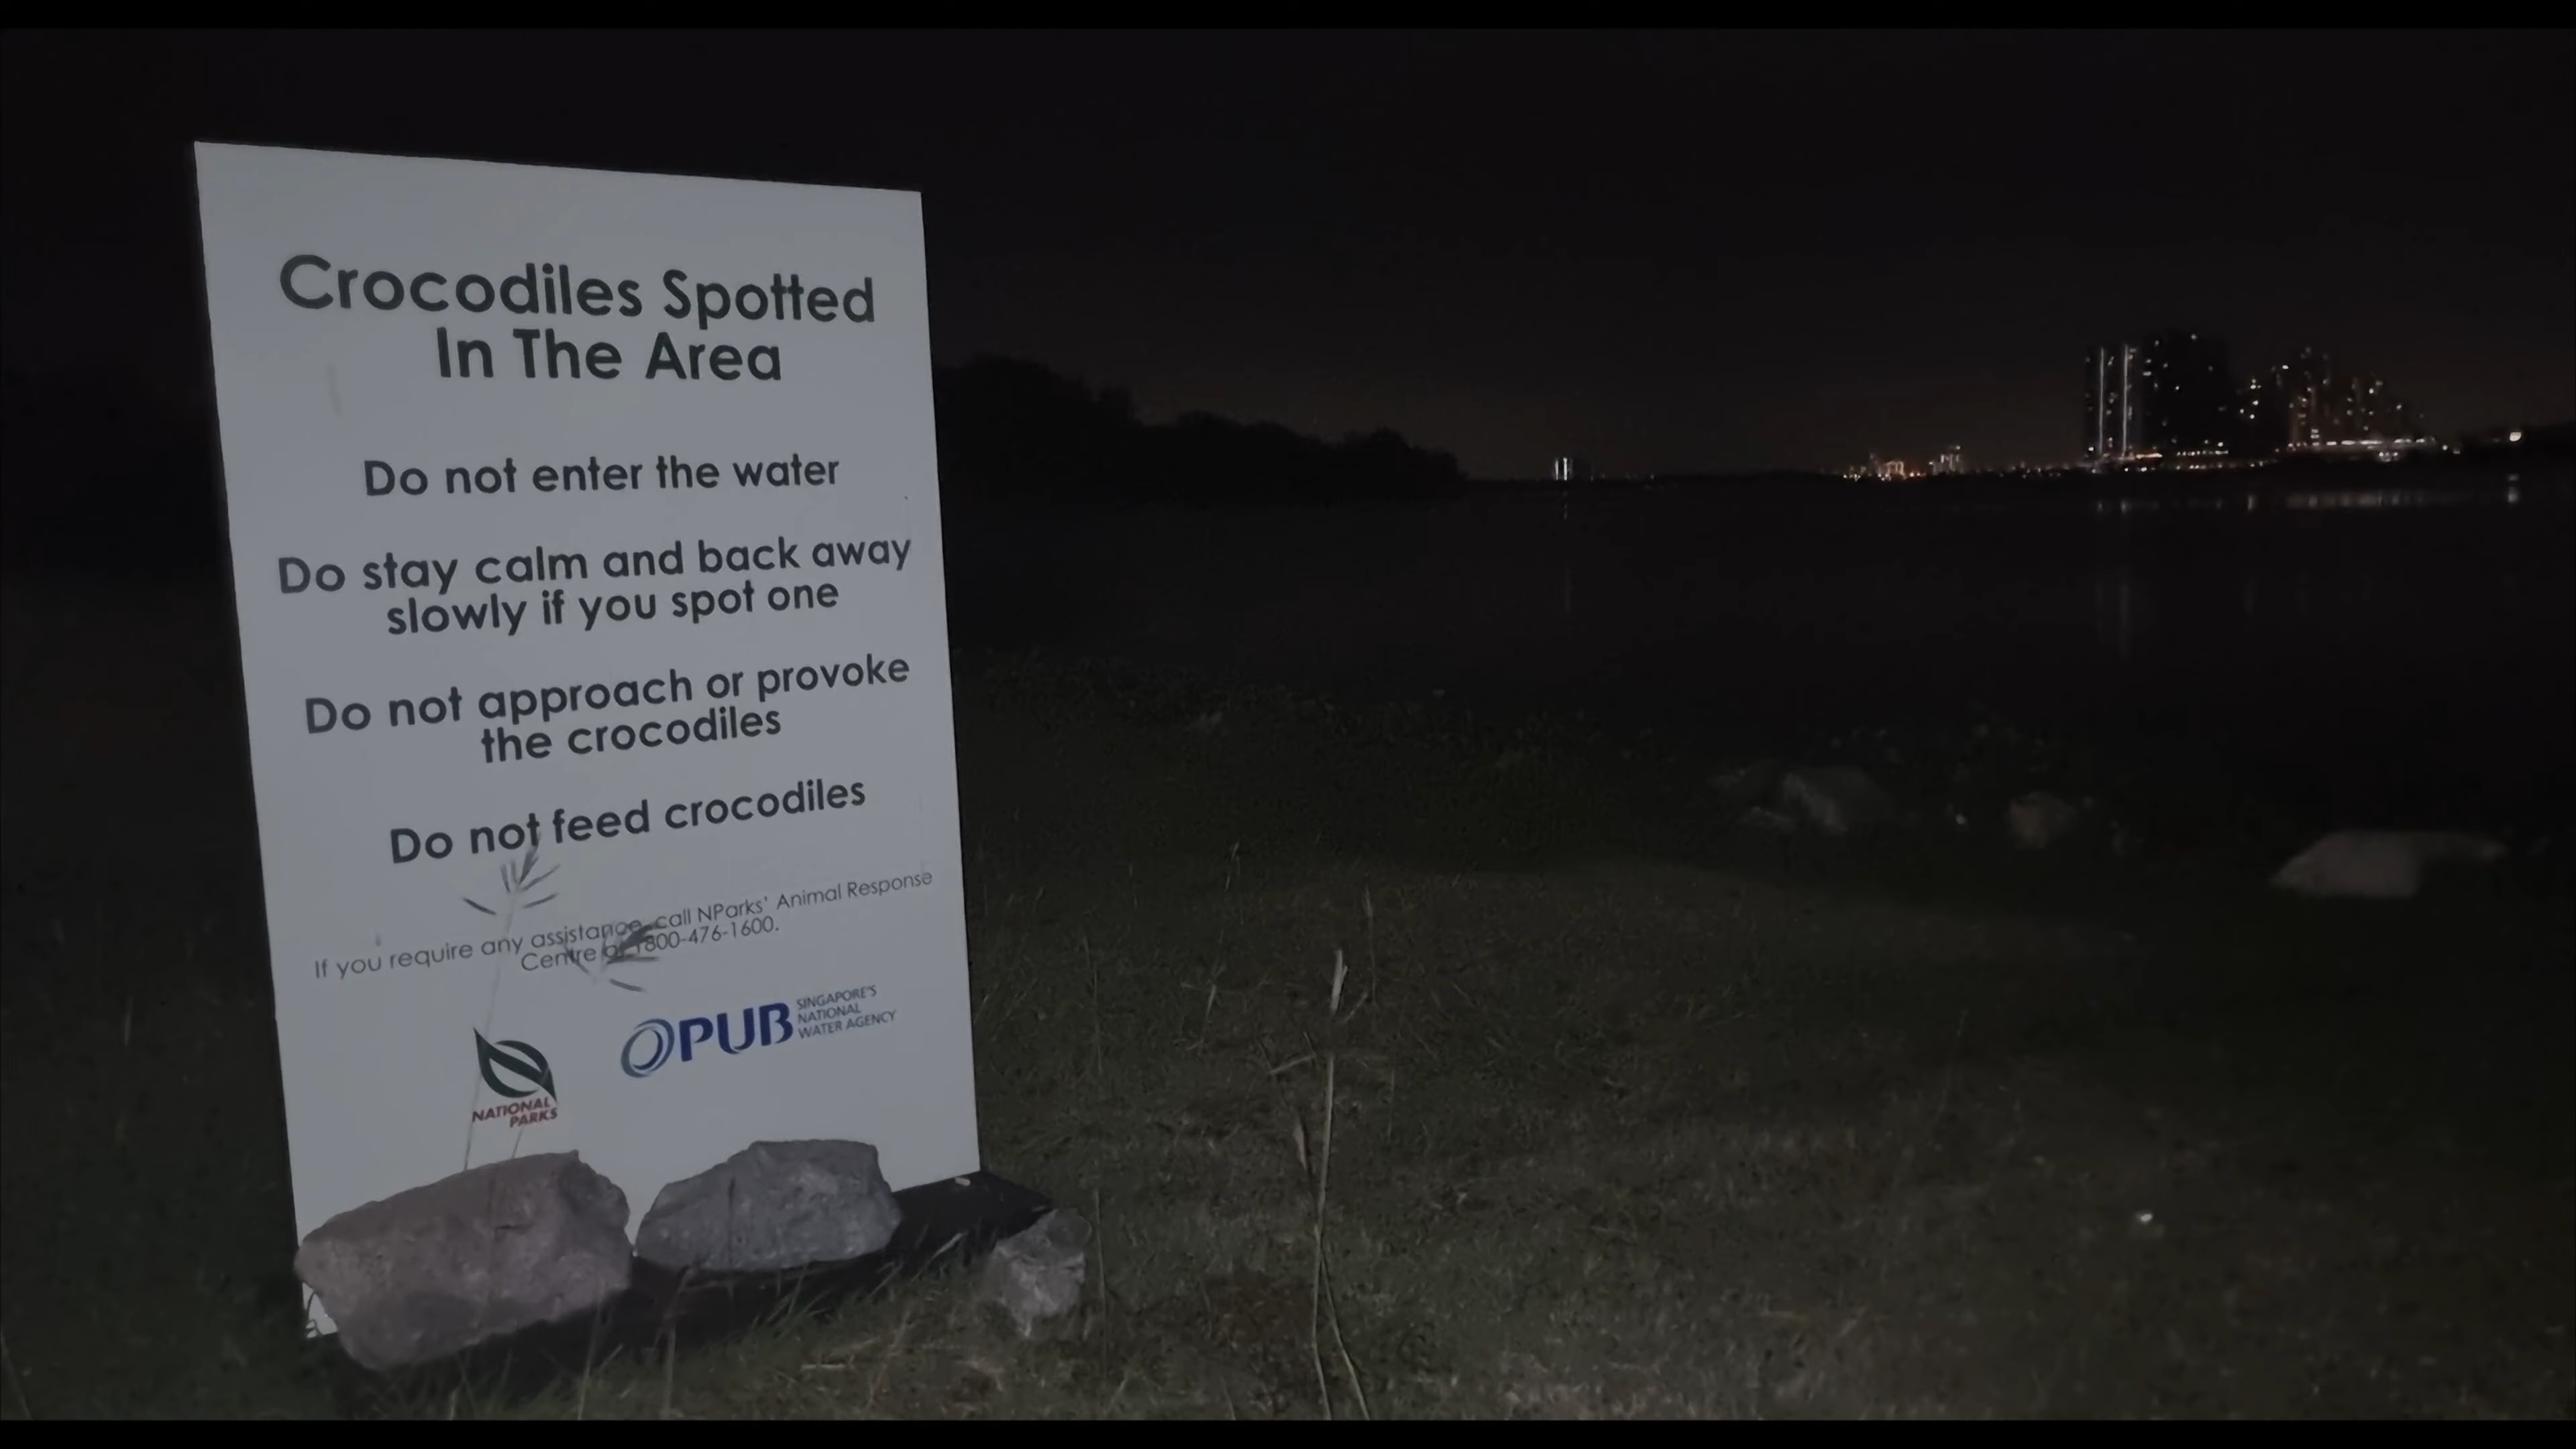 Crocodiles Spotted
In The Area
Do not enter the water
Do stay calm and back away
slowly if you spot one
Do not approach or provoke
the crocodiles
Do not feed crocodiles
If you require any assistance, call NParks' Animal Response
Centre at 1800-476-1600.
NATIONAL
PARKS
PUB
SINGAPORE'S
NATIONAL
WATER AGENCY